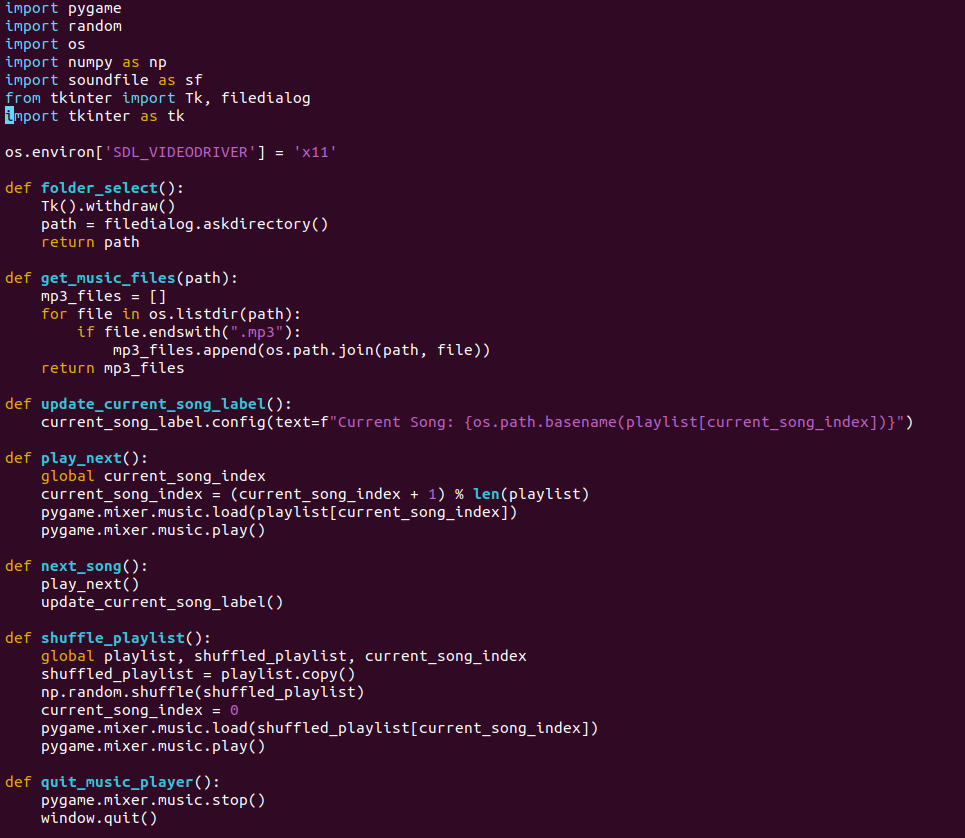 import pygame
import random
import os
import numpy as np
import soundfile as sf
from tkinter import Tk, filedialog
import tkinter as tk

os.environ['SDL_VIDEODRIVER'] = 'x11'

def folder_select():
    Tk().withdraw()
    path = filedialog.askdirectory()
    return path

def get_music_files(path):
    mp3_files = []
    for file in os.listdir(path):
        if file.endswith(".mp3"):
            mp3_files.append(os.path.join(path, file))
    return mp3_files

def update_current_song_label():
    current_song_label.config(text=f"Current Song: {os.path.basename(playlist[current_song_index])}")

def play_next():
    global current_song_index
    current_song_index = (current_song_index + 1) % len(playlist)
    pygame.mixer.music.load(playlist[current_song_index])
    pygame.mixer.music.play()

def next_song():
    play_next()
    update_current_song_label()

def shuffle_playlist():
    global playlist, shuffled_playlist, current_song_index
    shuffled_playlist = playlist.copy()
    np.random.shuffle(shuffled_playlist)
    current_song_index = 0
    pygame.mixer.music.load(shuffled_playlist[current_song_index])
    pygame.mixer.music.play()

def quit_music_player():
    pygame.mixer.music.stop()
    window.quit()